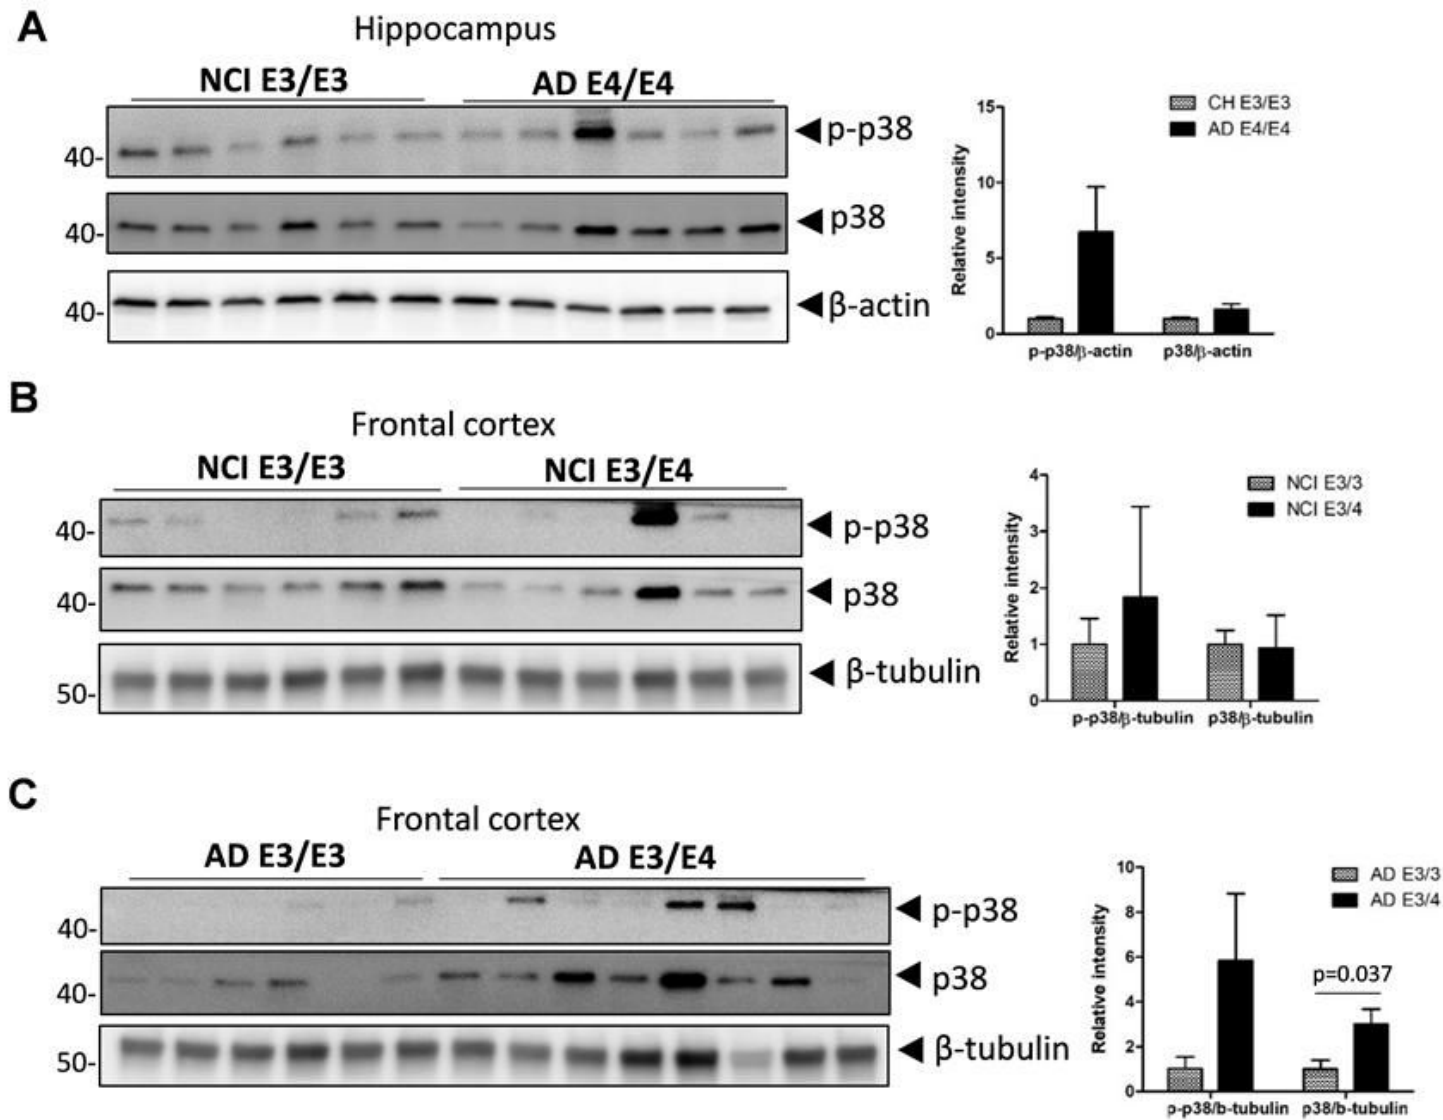 A
Hippocampus
NCI E3/E3
AD E4/E4
40-
p-p38
40-
p38
40-
β-actin
15
10
5
0
Relative intensity
CH E3/E3
AD E4/E4
p-p38/β-actin
p38/β-actin
B
Frontal cortex
NCI E3/E3
NCI E3/E4
40-
p-p38
40-
p38
50-
β-tubulin
4
3
2
1
0
Relative intensity
NCI E3/3
NCI E3/4
p-p38/β-tubulin
p38/β-tubulin
C
Frontal cortex
AD E3/E3
AD E3/E4
40-
p-p38
40-
p38
50-
β-tubulin
10
8
6
4
2
0
Relative intensity
AD E3/3
AD E3/4
p=0.037
p-p38/b-tubulin
p38/b-tubulin